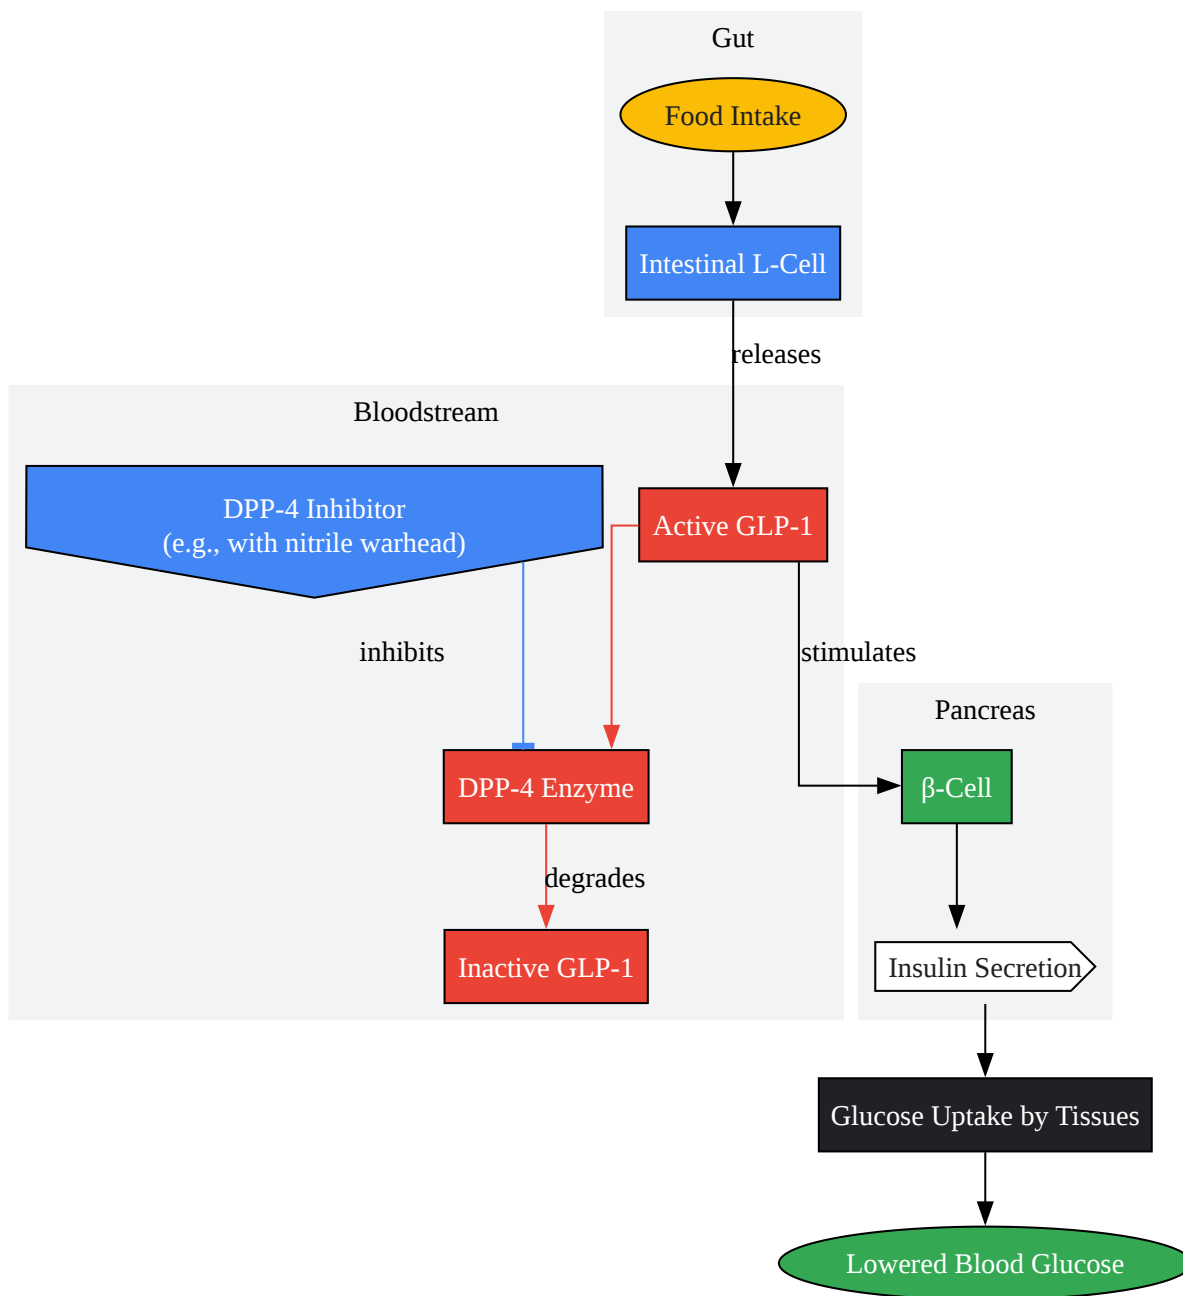 Gut
Food Intake
Intestinal L-Cell
releases
Bloodstream
DPP-4 Inhibitor
(e.g., with nitrile warhead)
Active GLP-1
inhibits
stimulates
Pancreas
DPP-4 Enzyme
β-Cell
degrades
Inactive GLP-1
Insulin Secretion
Glucose Uptake by Tissues
Lowered Blood Glucose